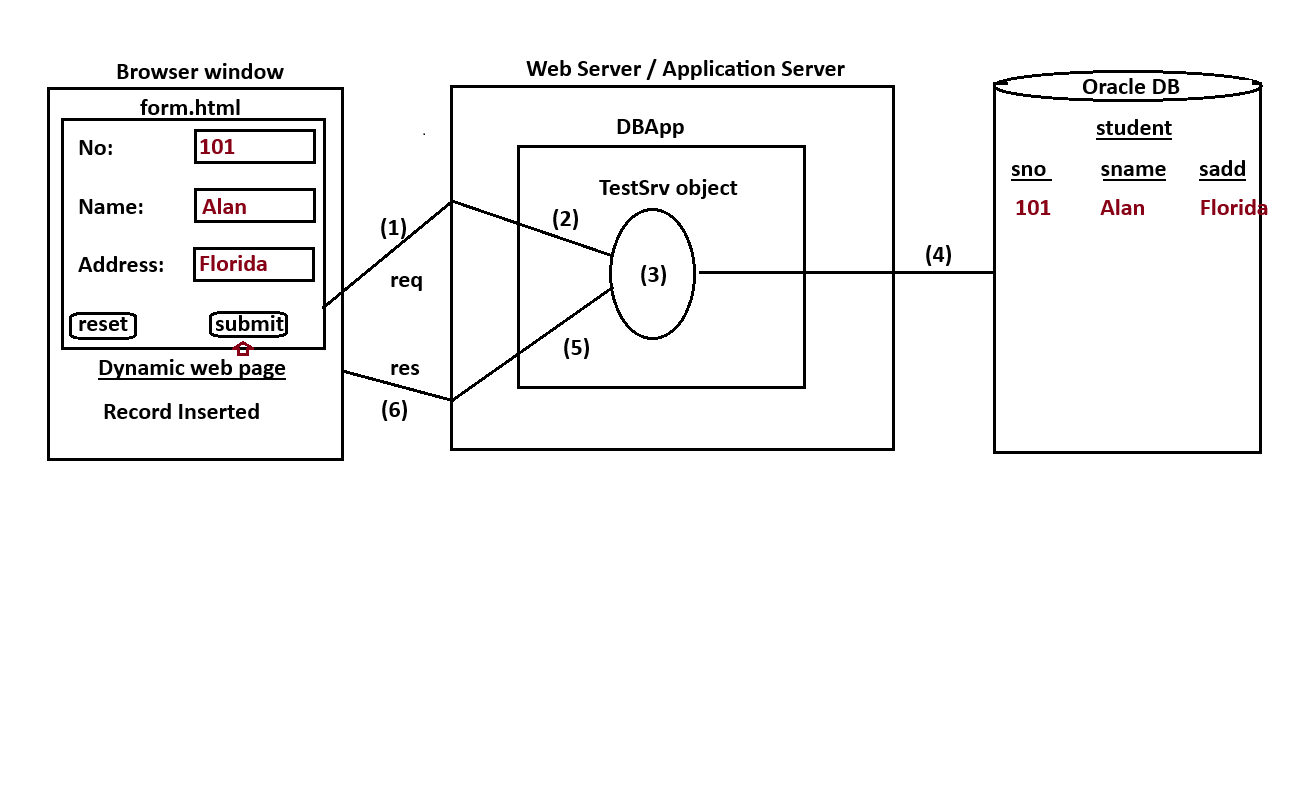 Browser window
form.html
No: 101
Name: Alan
Address: Florida
reset submit
Dynamic web page
Record Inserted
(1)
req
res
(6)
Web Server / Application Server
DBApp
TestSrv object
(2)
(3)
(5)
(4)
Oracle DB
student
sno sname sadd
101 Alan Florida